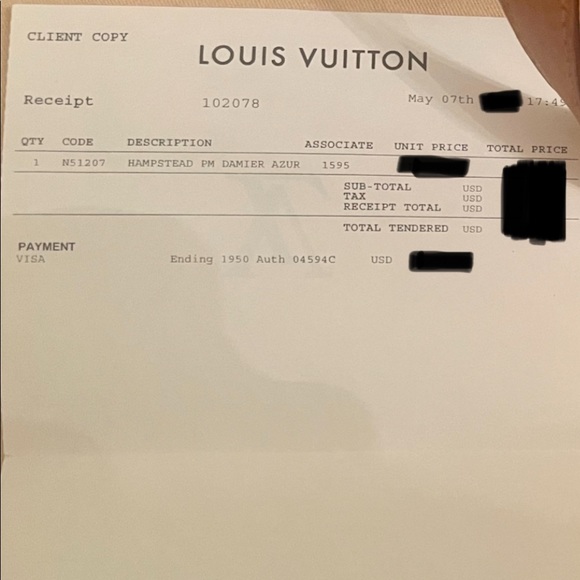 CLIENT COPY
LOUIS VUITTON
Receipt 102078 May 07th 17:45
QTY CODE DESCRIPTION ASSOCIATE UNIT PRICE TOTAL PRICE
1 N51207 HAMPSTEAD PM DAMIER AZUR 1595
SUB-TOTAL USD
TAX USD
RECEIPT TOTAL USD
TOTAL TENDERED USD
PAYMENT
VISA Ending 1950 Auth 04594C USD